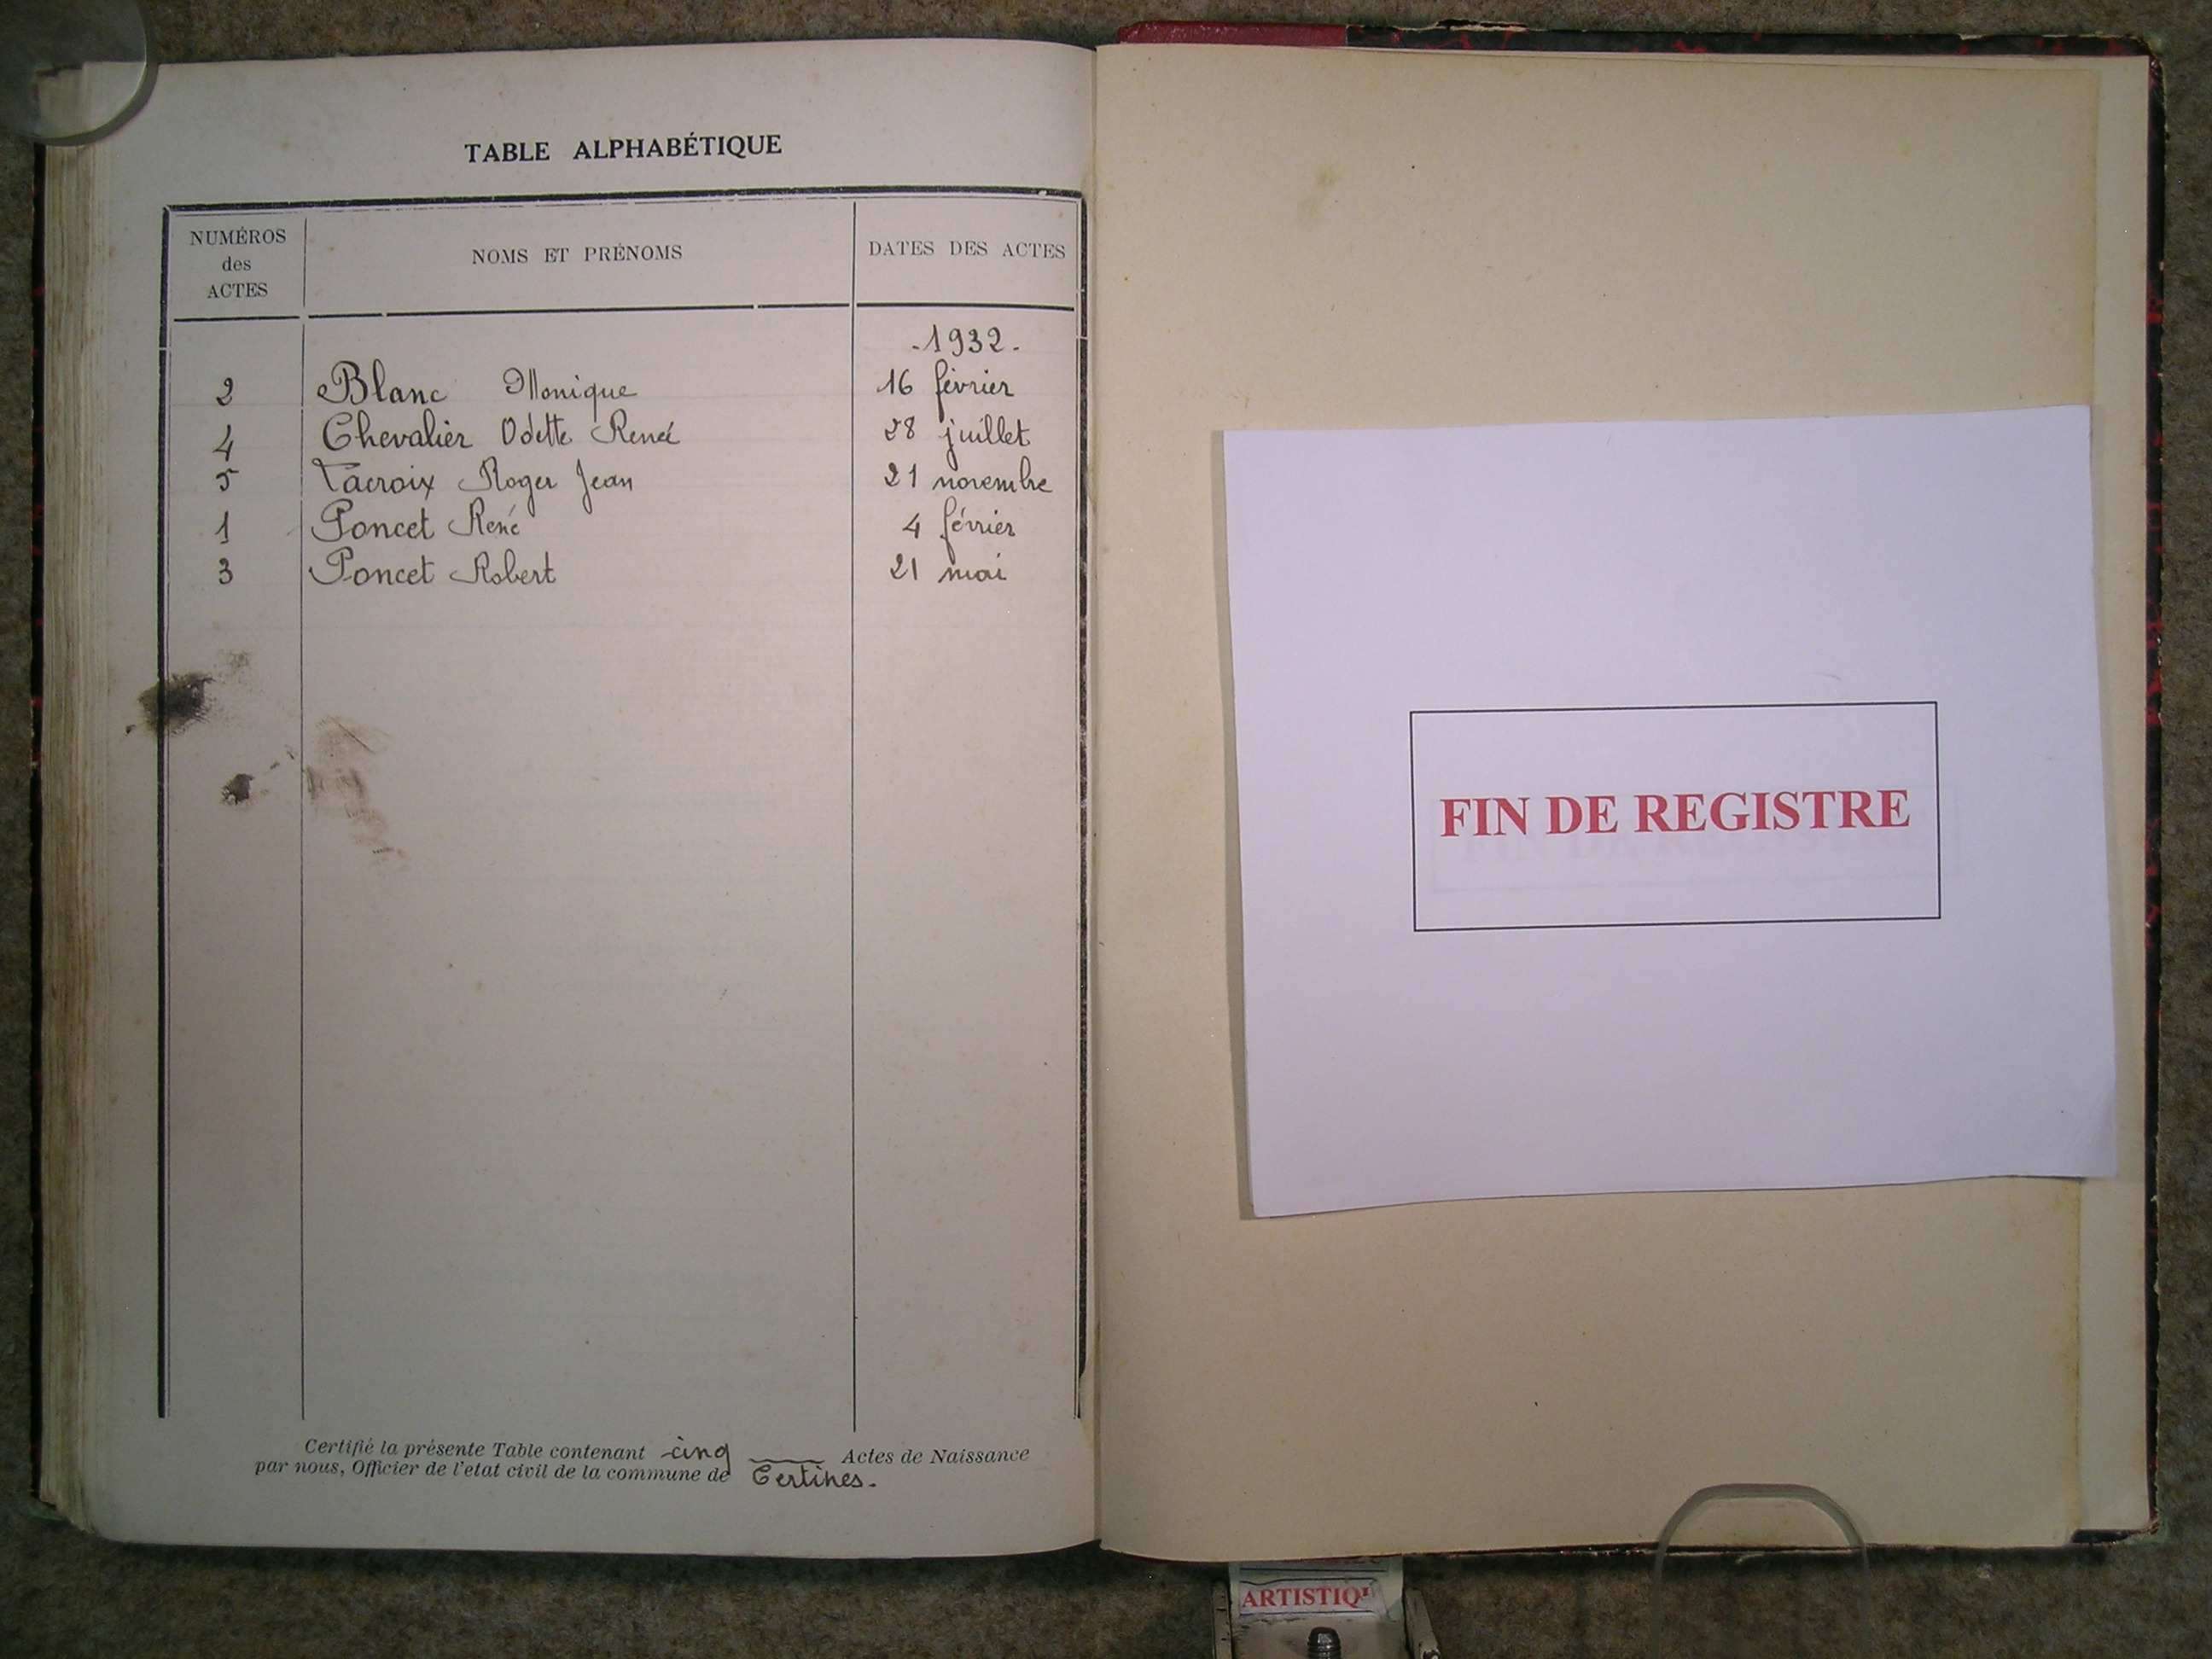 TABLE ALPHABÉTIQUE
NUMÉROS des ACTES NOMS ET PRÉNOMS DATES DES ACTES
-1932-
2 Blanc Monique 16 février
4 Chevalier Odette René 28 juillet
5 Lacroix Roger Jean 21 novembre
1 Poncet René 4 février
3 Poncet Robert 21 mai
Certifié la présente Table contenant cinq Actes de Naissance
par nous, Officier de l'etat civil de la commune de Certines.
FIN DE REGISTRE
ARTISTIQ